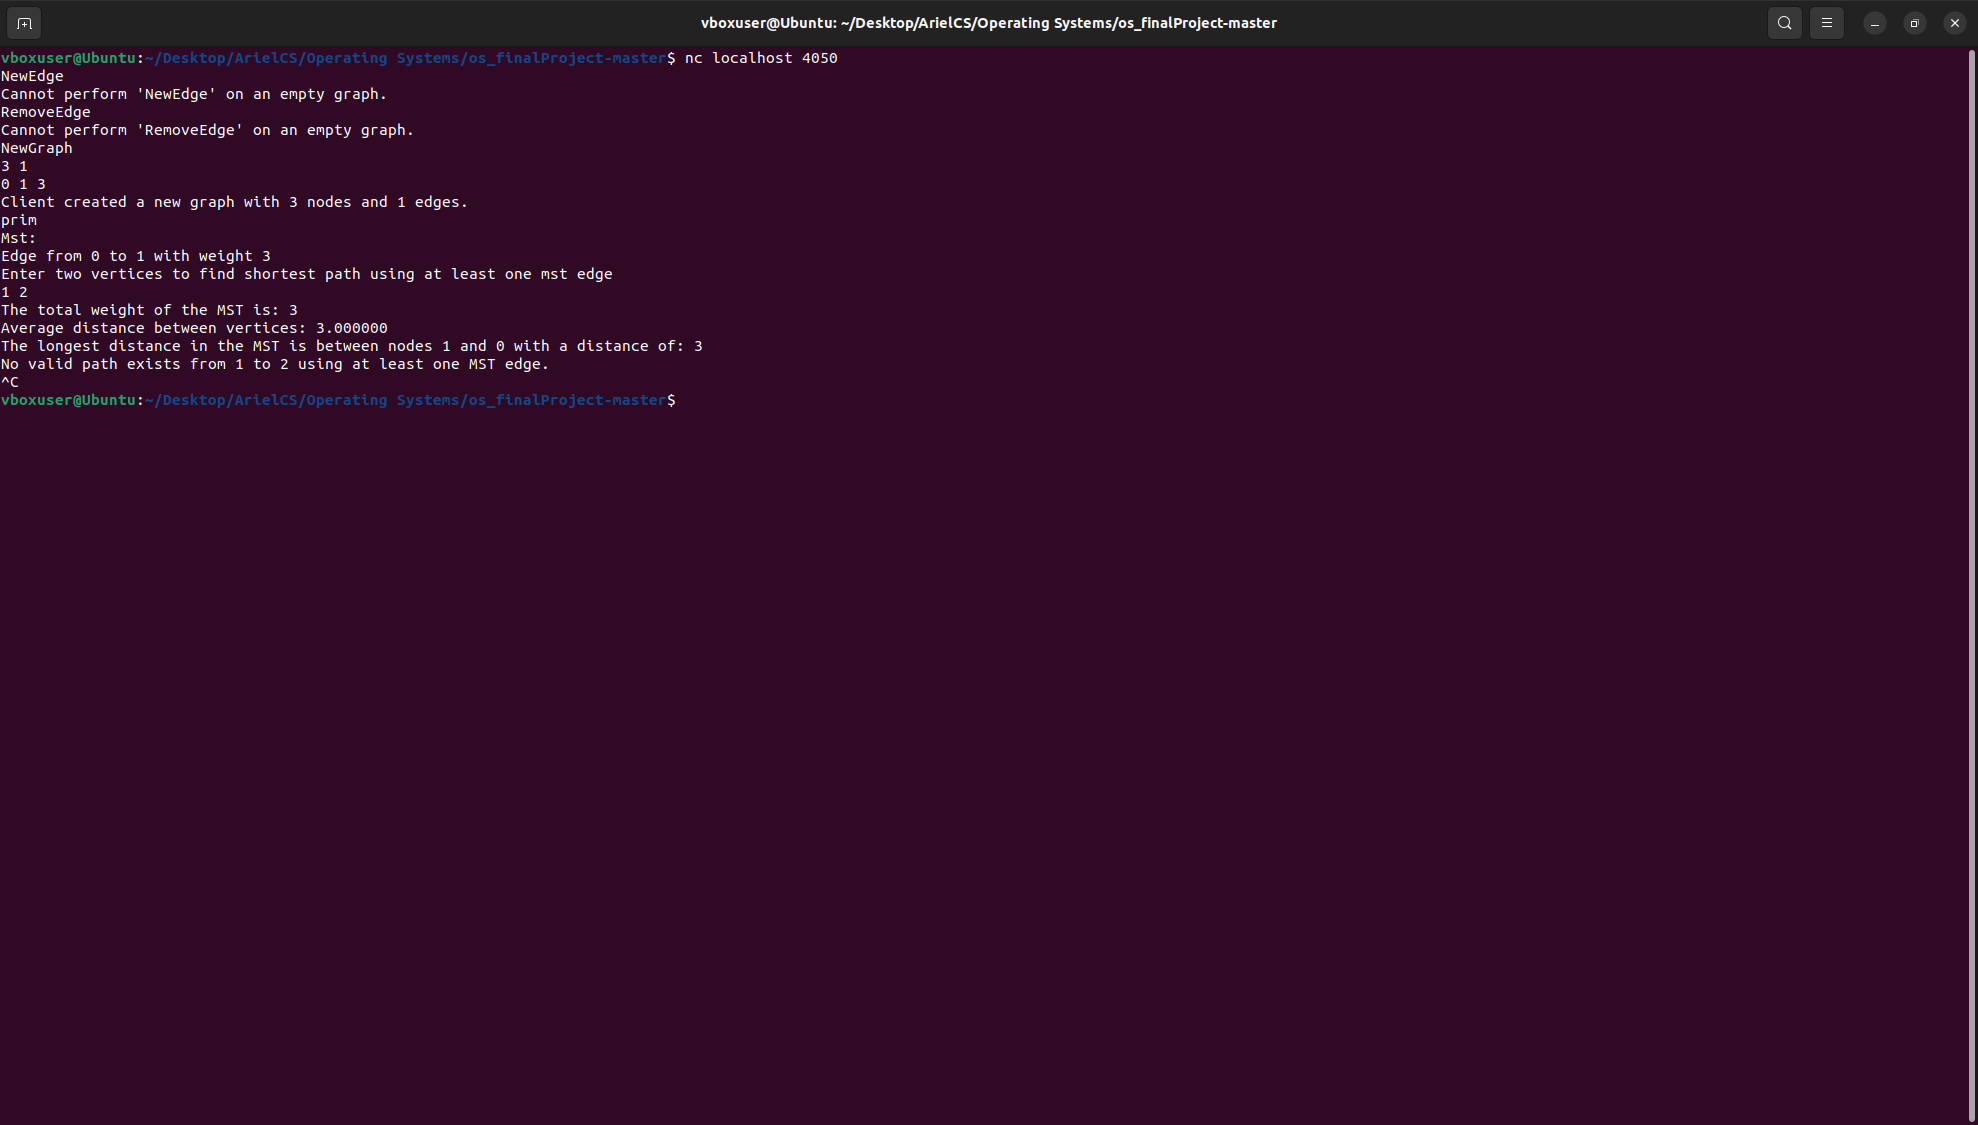 vboxuser@Ubuntu: ~/Desktop/ArielCS/Operating Systems/os_finalProject-master
vboxuser@Ubuntu:~/Desktop/ArielCS/Operating Systems/os_finalProject-master$ nc localhost 4050
NewEdge
Cannot perform 'NewEdge' on an empty graph.
RemoveEdge
Cannot perform 'RemoveEdge' on an empty graph.
NewGraph
3 1
0 1 3
Client created a new graph with 3 nodes and 1 edges.
prim
Mst:
Edge from 0 to 1 with weight 3
Enter two vertices to find shortest path using at least one mst edge
1 2
The total weight of the MST is: 3
Average distance between vertices: 3.000000
The longest distance in the MST is between nodes 1 and 0 with a distance of: 3
No valid path exists from 1 to 2 using at least one MST edge.
^C
vboxuser@Ubuntu:~/Desktop/ArielCS/Operating Systems/os_finalProject-master$